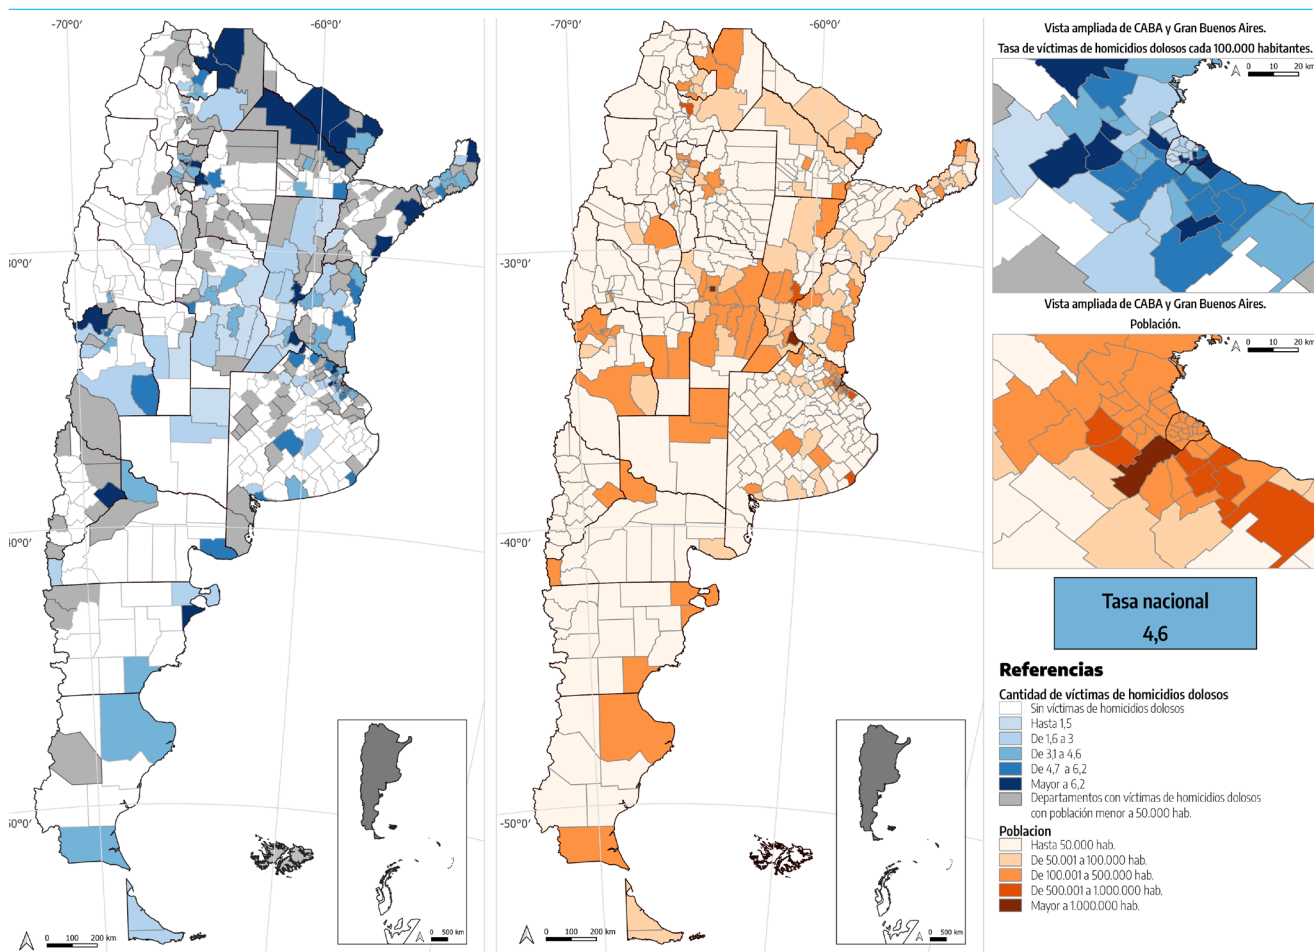 -70°0'
-60°0'
-70°0'
-60°0'
Vista ampliada de CABA y Gran Buenos Aires.
Tasa de víctimas de homicidios dolosos cada 100.000 habitantes.
0 10 20 km
30°0'
-30°0'
Vista ampliada de CABA y Gran Buenos Aires.
Población.
0 10 20 km
40°0'
-40°0'
Tasa nacional
4,6
Referencias
Cantidad de víctimas de homicidios dolosos
Sin víctimas de homicidios dolosos
Hasta 1,5
De 1,6 a 3
De 3,1 a 4,6
De 4,7 a 6,2
Mayor a 6,2
Departamentos con víctimas de homicidios dolosos
con población menor a 50.000 hab.
Poblacion
Hasta 50.000 hab.
De 50.001 a 100.000 hab.
De 100.001 a 500.000 hab.
De 500.001 a 1.000.000 hab.
Mayor a 1.000.000 hab.
50°0'
-50°0'
0 100 200 km
0 500 km
0 100 200 km
0 500 km